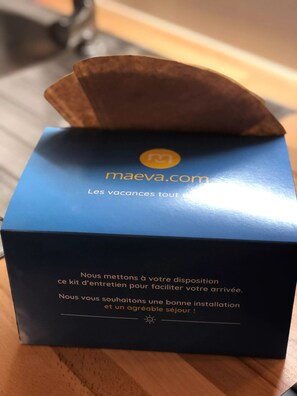 maeva.com
Les vacances tout
Nous mettons à votre disposition
ce kit d'entretien pour faciliter votre arrivée.
Nous vous souhaitons une bonne installation
et un agréable séjour !